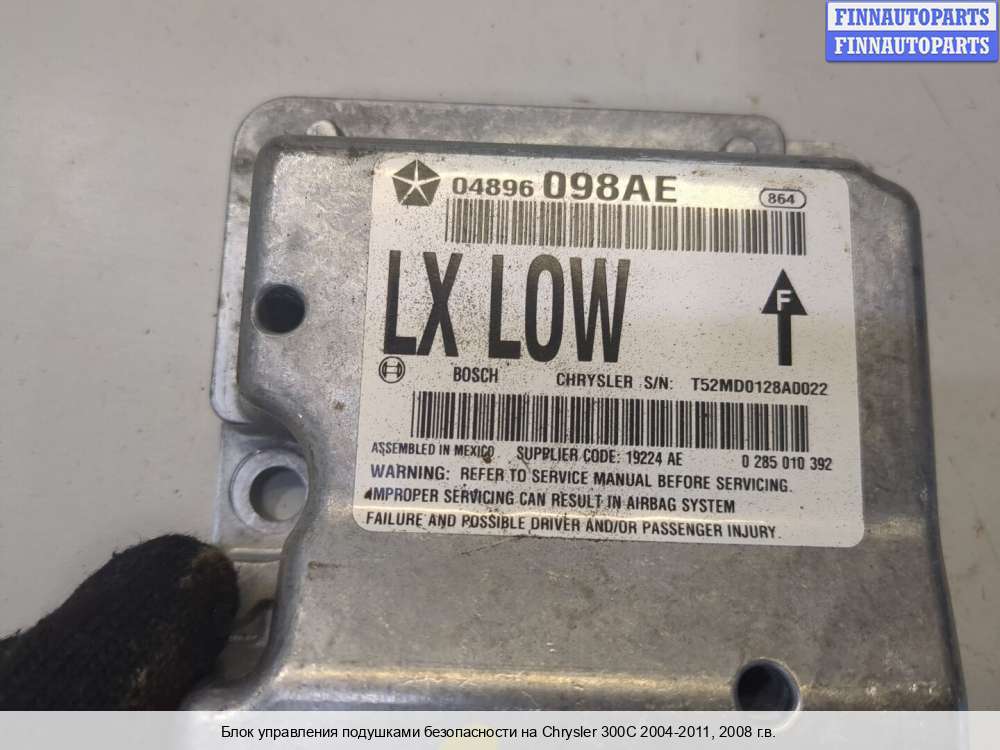 FINNAUTOPARTS
FINNAUTOPARTS
04896 098AE 864
LX LOW
F
BOSCH CHRYSLER S/N: T52MD0128A0022
ASSEMBLED IN MEXICO SUPPLIER CODE: 19224 AE 0 285 010 392
WARNING: REFER TO SERVICE MANUAL BEFORE SERVICING.
IMPROPER SERVICING CAN RESULT IN AIRBAG SYSTEM
FAILURE AND POSSIBLE DRIVER AND/OR PASSENGER INJURY.
Блок управления подушками безопасности на Chrysler 300C 2004-2011, 2008 г.в.